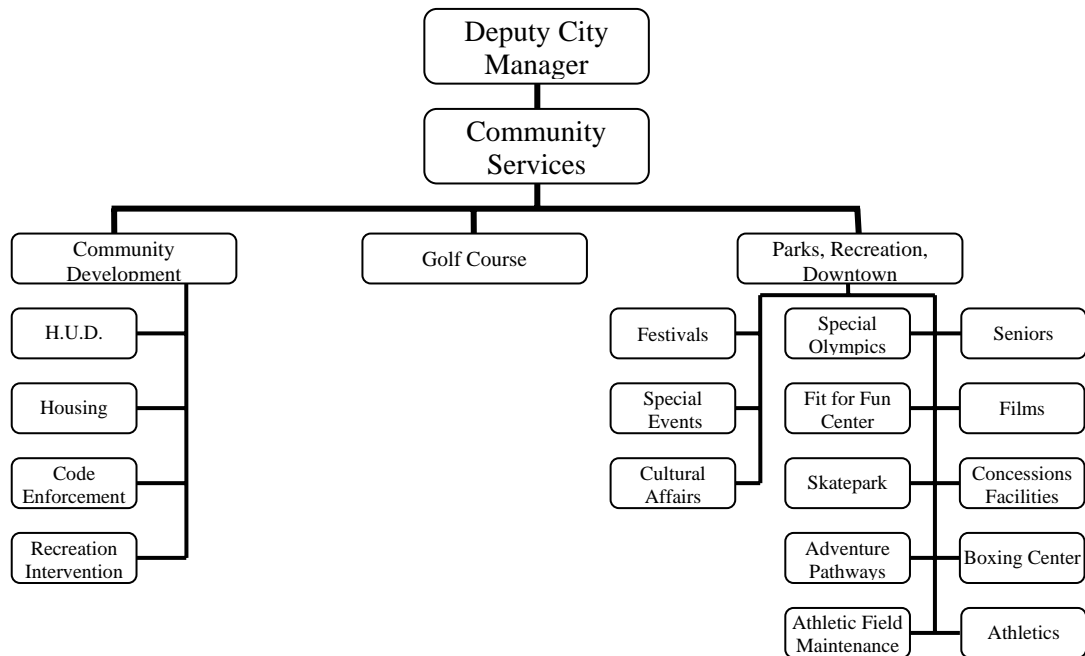 Deputy City
Manager
Community
Services
Community
Development
Golf Course
Parks, Recreation,
Downtown
H.U.D.
Housing
Code
Enforcement
Recreation
Intervention
Festivals
Special
Events
Cultural
Affairs
Special
Olympics
Fit for Fun
Center
Skatepark
Adventure
Pathways
Athletic Field
Maintenance
Seniors
Films
Concessions
Facilities
Boxing Center
Athletics